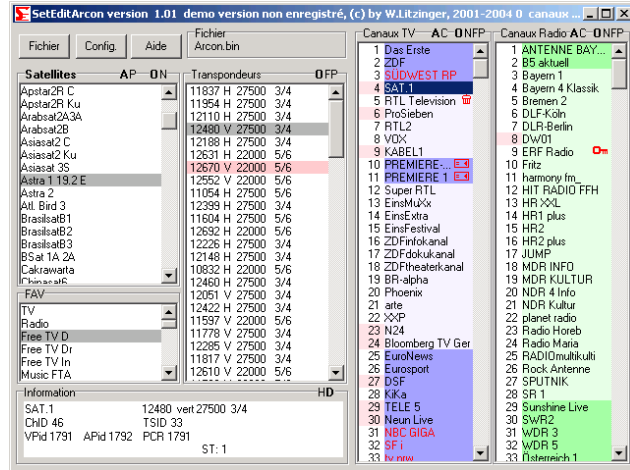 SetEditArcon version 1.01 demo version non enregistré, (c) by W.Litzinger, 2001-2004 0 canaux ...
Fichier
Config.
Aide
Fichier
Arcon.bin
Satellites AP ON
Apstar2R C
Apstar2R Ku
Arabsat2A3A
Arabsat2B
Asiasat2 C
Asiasat2 Ku
Asiasat 3S
Astra 1 19.2 E
Astra 2
Atl. Bird 3
BrasilsatB1
BrasilsatB2
BrasilsatB3
BSat 1A 2A
Cakrawarta
Chinasat6
FAV
TV
Radio
Free TV D
Free TV Dr
Free TV In
Music FTA
Transpondeurs OFP
11837 H 27500 3/4
11954 H 27500 3/4
12110 H 27500 3/4
12480 V 27500 3/4
12188 H 27500 3/4
12631 H 22000 5/6
12670 V 22000 5/6
12552 V 22000 5/6
11054 H 27500 5/6
12399 H 27500 3/4
11604 H 27500 5/6
12692 H 22000 5/6
12226 H 27500 3/4
12148 H 27500 3/4
10832 H 22000 5/6
12460 H 27500 3/4
12051 V 27500 3/4
12422 H 27500 3/4
11597 V 22000 5/6
11778 V 27500 3/4
12285 V 27500 3/4
11817 V 27500 3/4
12610 V 22000 5/6
Canaux TV AC ONFP
1 Das Erste
2 ZDF
3 SÜDWEST RP
4 SAT.1
5 RTL Television
6 ProSieben
7 RTL2
8 VOX
9 KABEL1
10 PREMIERE-...
11 PREMIERE 1
12 Super RTL
13 EinsMuXx
14 EinsExtra
15 EinsFestival
16 ZDFinfokanal
17 ZDFdokukanal
18 ZDFtheaterkanal
19 BR-alpha
20 Phoenix
21 arte
22 XXP
23 N24
24 Bloomberg TV Ger
25 EuroNews
26 Eurosport
27 DSF
28 KiKa
29 TELE 5
30 Neun Live
31 NBC GIGA
32 SF i
33 tv.nrw
Canaux Radio AC ONFP
1 ANTENNE BAY...
2 B5 aktuell
3 Bayern 1
4 Bayern 4 Klassik
5 Bremen 2
6 DLF-Köln
7 DLR-Berlin
8 DW01
9 ERF Radio
10 Fritz
11 harmony fm_
12 HIT RADIO FFH
13 HR XXL
14 HR1 plus
15 HR2
16 HR2 plus
17 JUMP
18 MDR INFO
19 MDR KULTUR
20 NDR 4 Info
21 NDR Kultur
22 planet radio
23 Radio Horeb
24 Radio Maria
25 RADIOmultikulti
26 Rock Antenne
27 SPUTNIK
28 SR 1
29 Sunshine Live
30 SWR2
31 WDR 3
32 WDR 5
33 Österreich 1
Information HD
SAT.1 12480 vert 27500 3/4
ChID 46 TSID 33
VPid 1791 APid 1792 PCR 1791
ST: 1